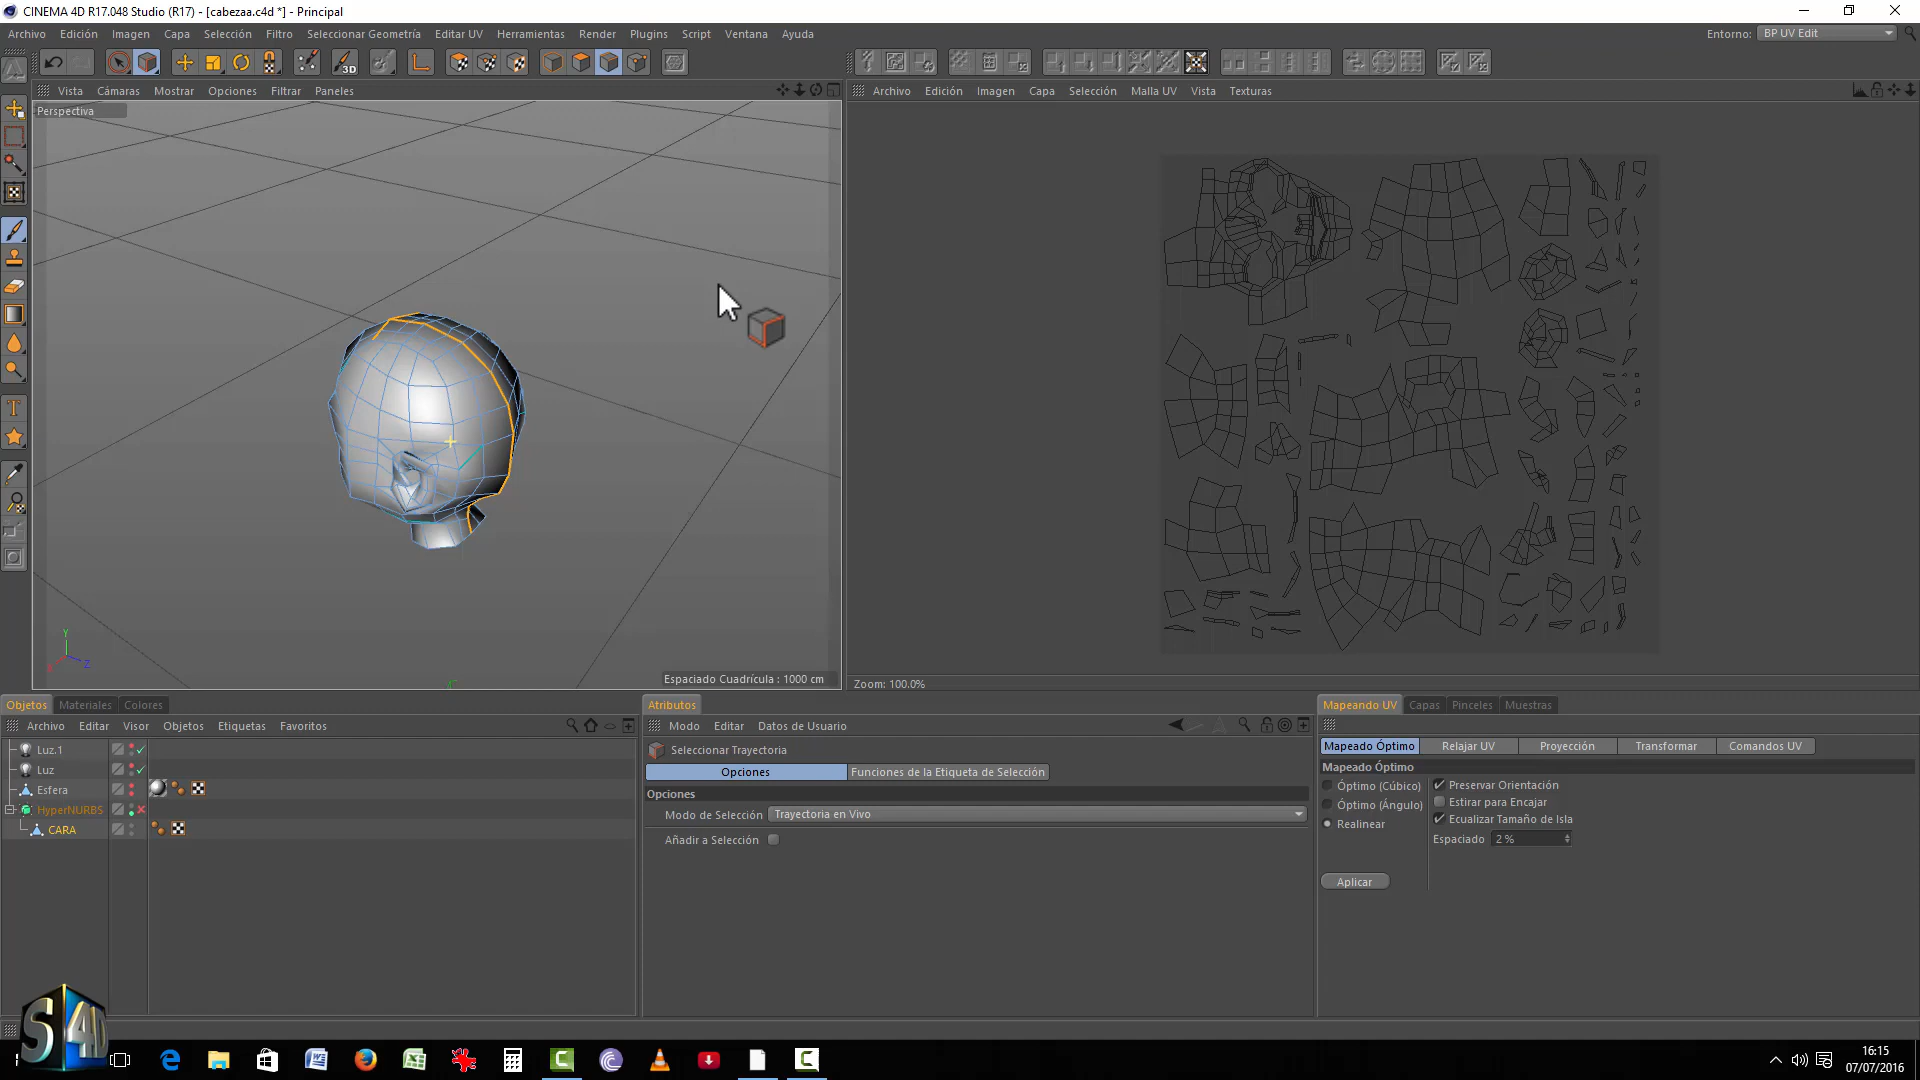 CINEMA 4D R17.048 Studio (R17) - [cabezaa.c4d *] - Principal
Archivo Edición Imagen Capa Selección Filtro Seleccionar Geometría Editar UV Herramientas Render Plugins Script Ventana Ayuda Entorno: BP UV Edit
3D
Vista Cámaras Mostrar Opciones Filtrar Paneles
Archivo Edición Imagen Capa Selección Malla UV Vista Texturas
Perspectiva
T
Y
Z
Espaciado Cuadrícula : 1000 cm
Zoom: 100.0%
Objetos Materiales Colores
Atributos
Mapeando UV Capas Pinceles Muestras
Archivo Editar Visor Objetos Etiquetas Favoritos
Modo Editar Datos de Usuario
Luz.1
Luz
Esfera
HyperNURBS
CARA
Seleccionar Trayectoria
Opciones Funciones de la Etiqueta de Selección
Opciones
Modo de Selección Trayectoria en Vivo
Añadir a Selección
Mapeado Óptimo Relajar UV Proyección Transformar Comandos UV
Mapeado Óptimo
Óptimo (Cúbico) Preservar Orientación
Estirar para Encajar
Óptimo (Ángulo)
Ecualizar Tamaño de Isla
Realinear
Espaciado 2 %
Aplicar
S4D
16:15
07/07/2016